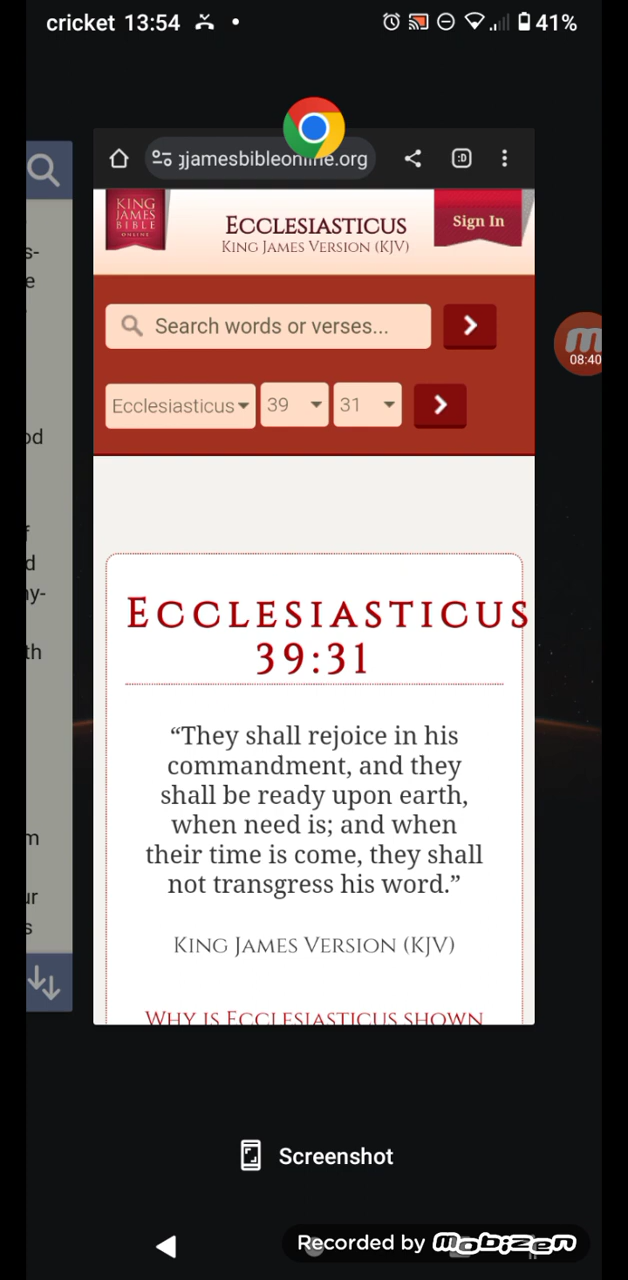 cricket 13:54
41%
gjamesbibleonline.org
:D
KING
JAMES
BIBLE
ONLINE
ECCLESIASTICUS
KING JAMES VERSION (KJV)
Sign In
Search words or verses...
Ecclesiasticus 39 31
08:40
ECCLESIASTICUS
39:31
“They shall rejoice in his
commandment, and they
shall be ready upon earth,
when need is; and when
their time is come, they shall
not transgress his word.”
KING JAMES VERSION (KJV)
WHY IS ECCLESIASTICUS SHOWN
Screenshot
Recorded by mobizen